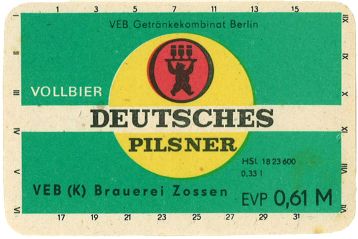 1 3 5 7 9 11 13 15
VEB Getränkekombinat Berlin
VOLLBIER
DEUTSCHES
PILSNER
HSL 18 23 600
0,33 l
VEB (K) Brauerei Zossen
EVP 0,61 M
17 19 21 23 25 27 29 31